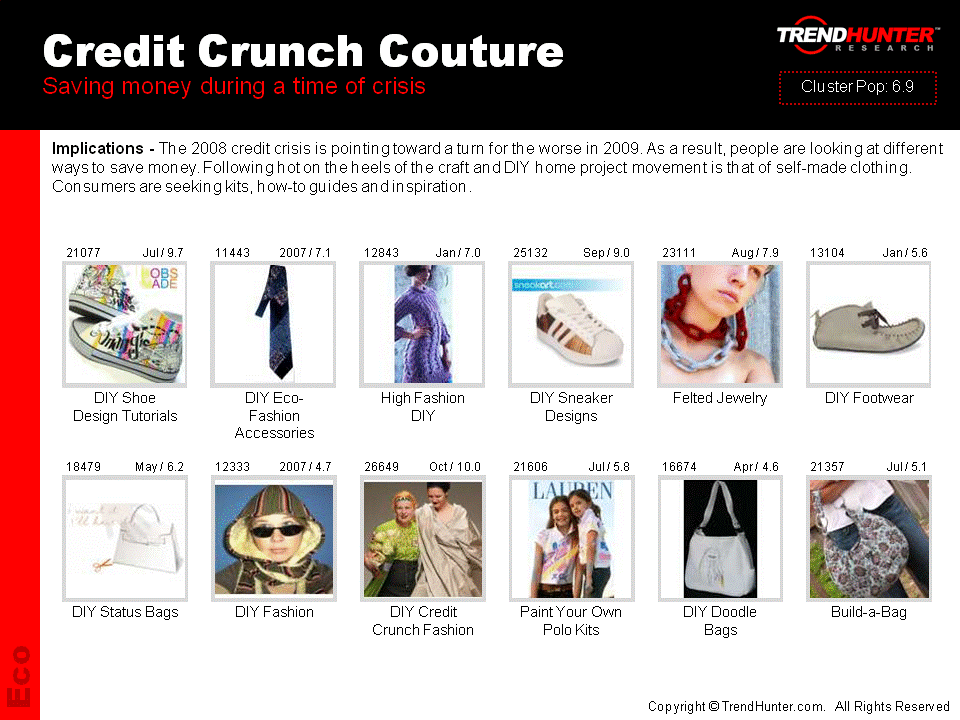 Credit Crunch Couture
Saving money during a time of crisis
TRENDHUNTER™
RESEARCH
Cluster Pop: 6.9
Implications - The 2008 credit crisis is pointing toward a turn for the worse in 2009. As a result, people are looking at different
ways to save money. Following hot on the heels of the craft and DIY home project movement is that of self-made clothing.
Consumers are seeking kits, how-to guides and inspiration.
21077 Jul / 9.7
11443 2007 / 7.1
12843 Jan / 7.0
25132 Sep / 9.0
23111 Aug / 7.9
13104 Jan / 5.6
OBS
ADE
sneakart.com
DIY Shoe
Design Tutorials
DIY Eco-
Fashion
Accessories
High Fashion
DIY
DIY Sneaker
Designs
Felted Jewelry
DIY Footwear
18479 May / 6.2
12333 2007 / 4.7
26649 Oct / 10.0
21606 Jul / 5.8
16674 Apr / 4.6
21357 Jul / 5.1
LAUREN
DIY Status Bags
DIY Fashion
DIY Credit
Crunch Fashion
Paint Your Own
Polo Kits
DIY Doodle
Bags
Build-a-Bag
Eco
Copyright © TrendHunter.com. All Rights Reserved